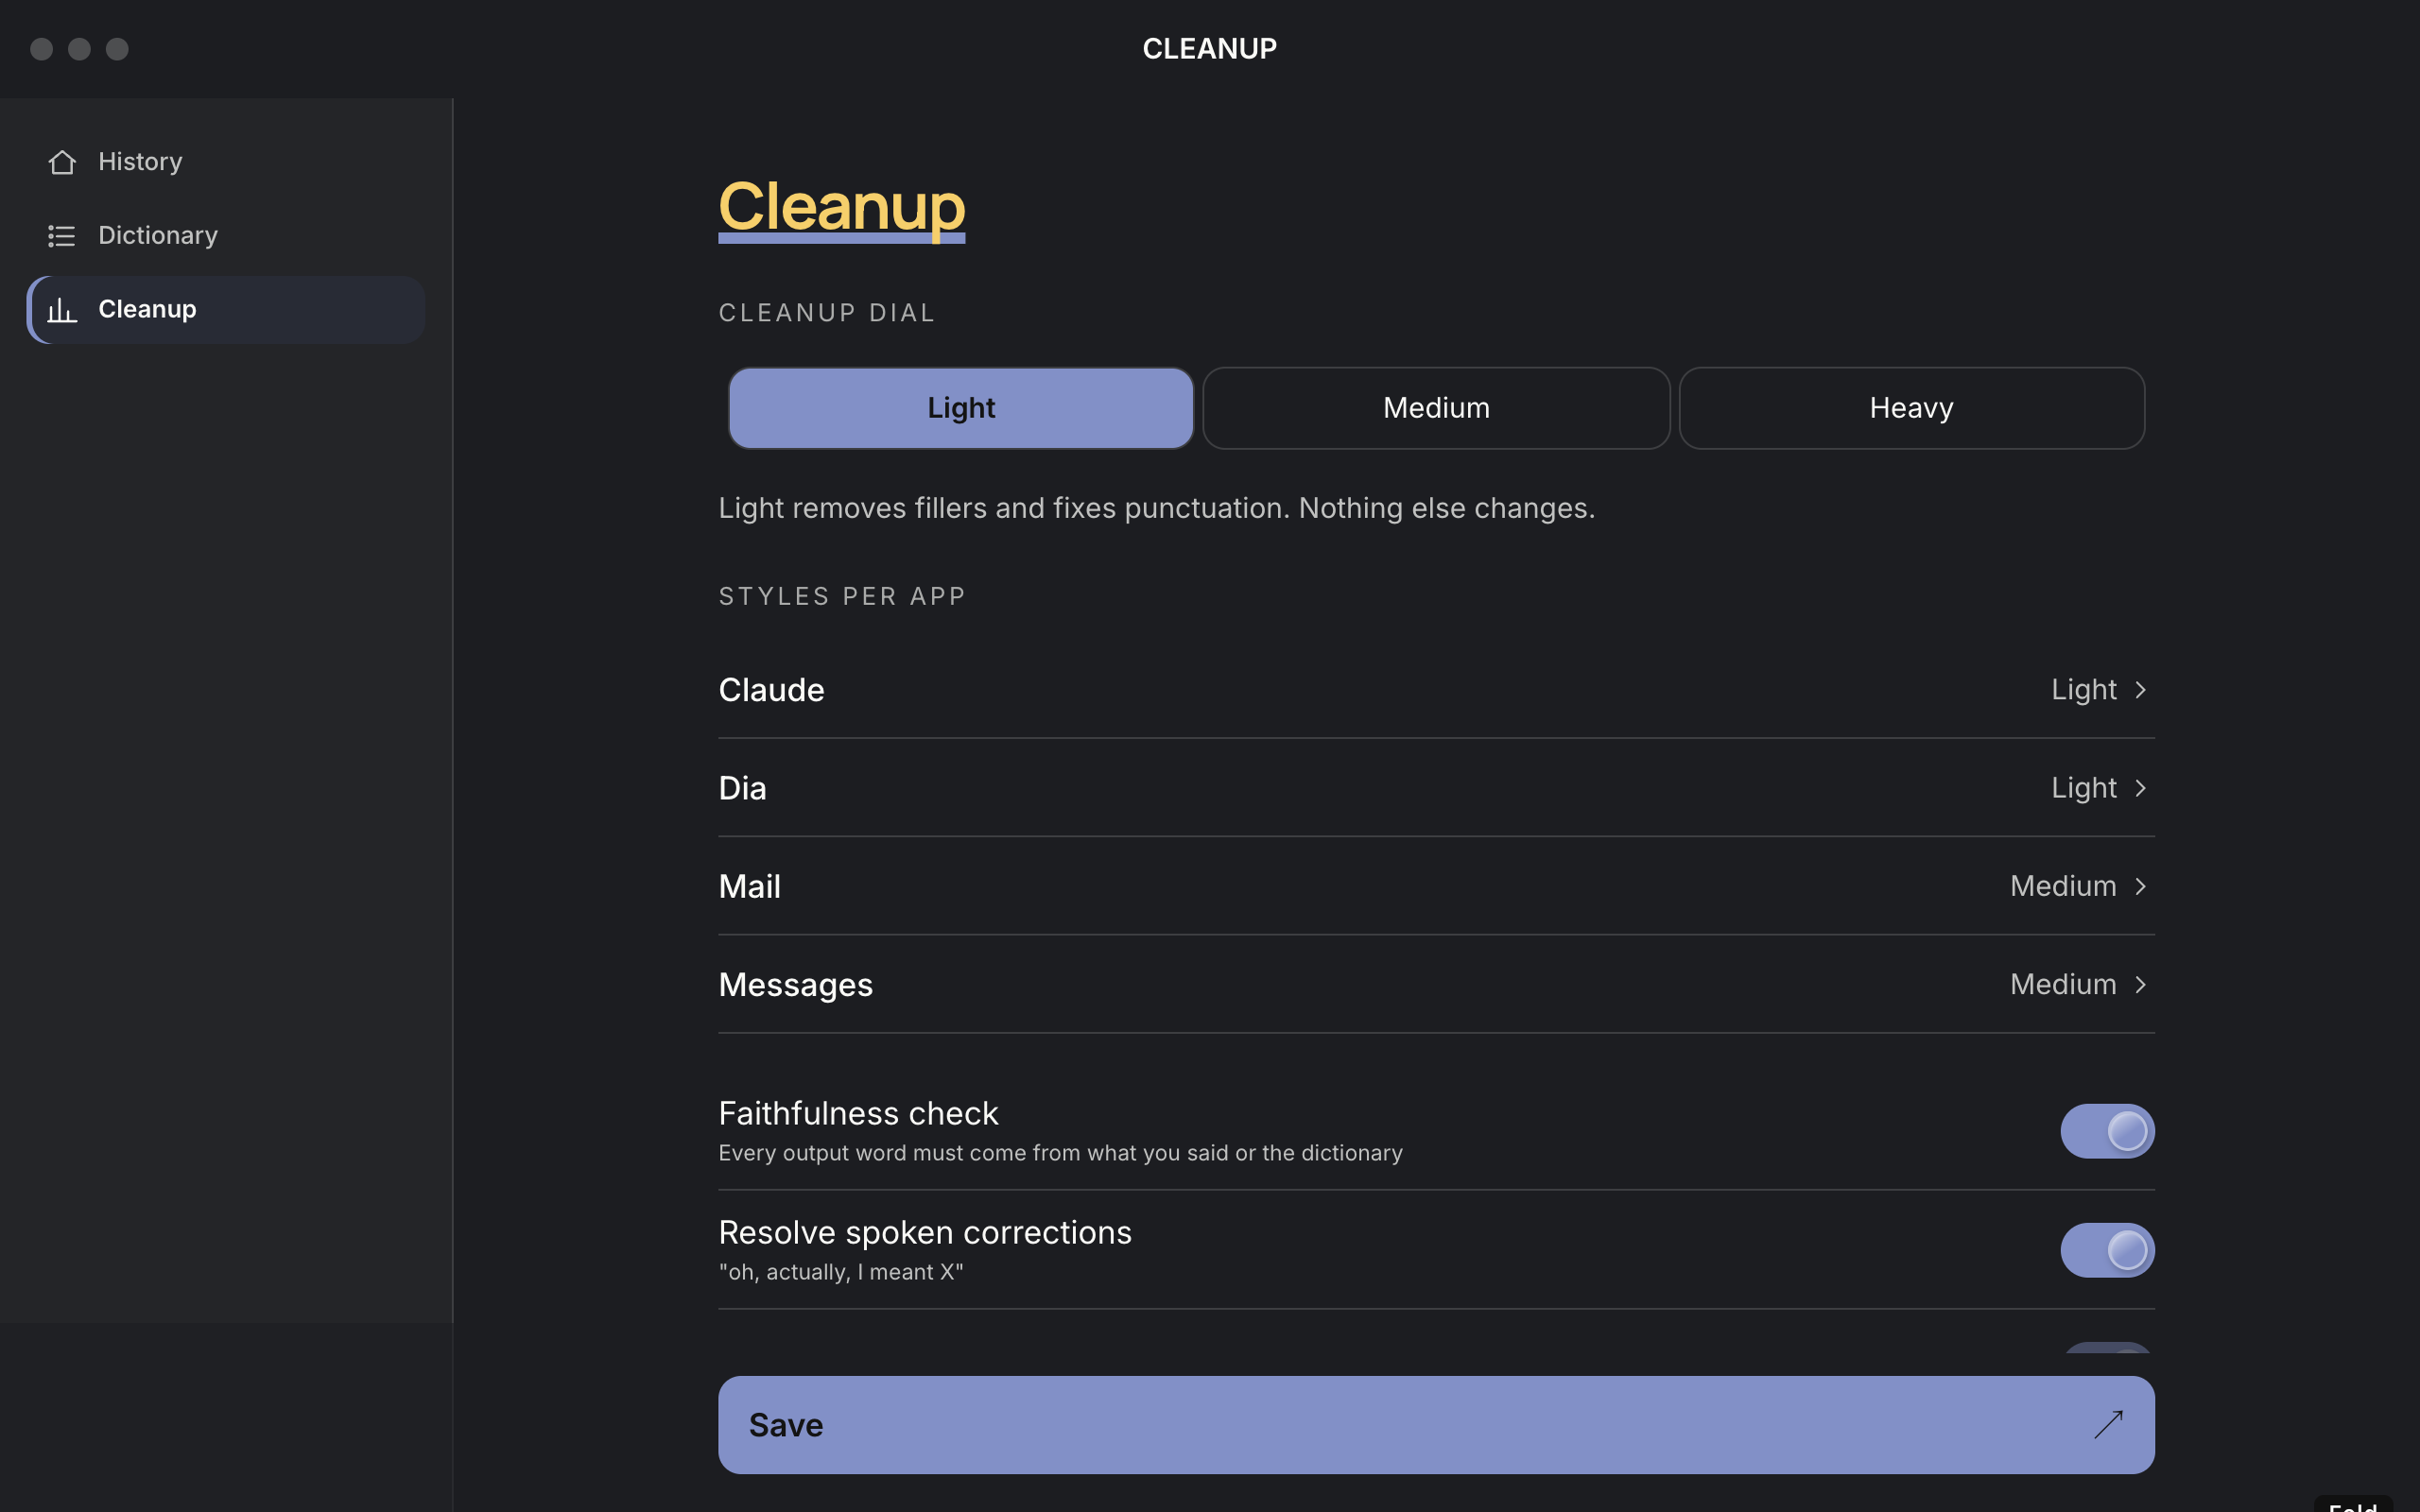 CLEANUP
History
Dictionary
Cleanup
Cleanup
CLEANUP DIAL
Light Medium Heavy
Light removes fillers and fixes punctuation. Nothing else changes.
STYLES PER APP
Claude Light
Dia Light
Mail Medium
Messages Medium
Faithfulness check
Every output word must come from what you said or the dictionary
Resolve spoken corrections
"oh, actually, I meant X"
Save